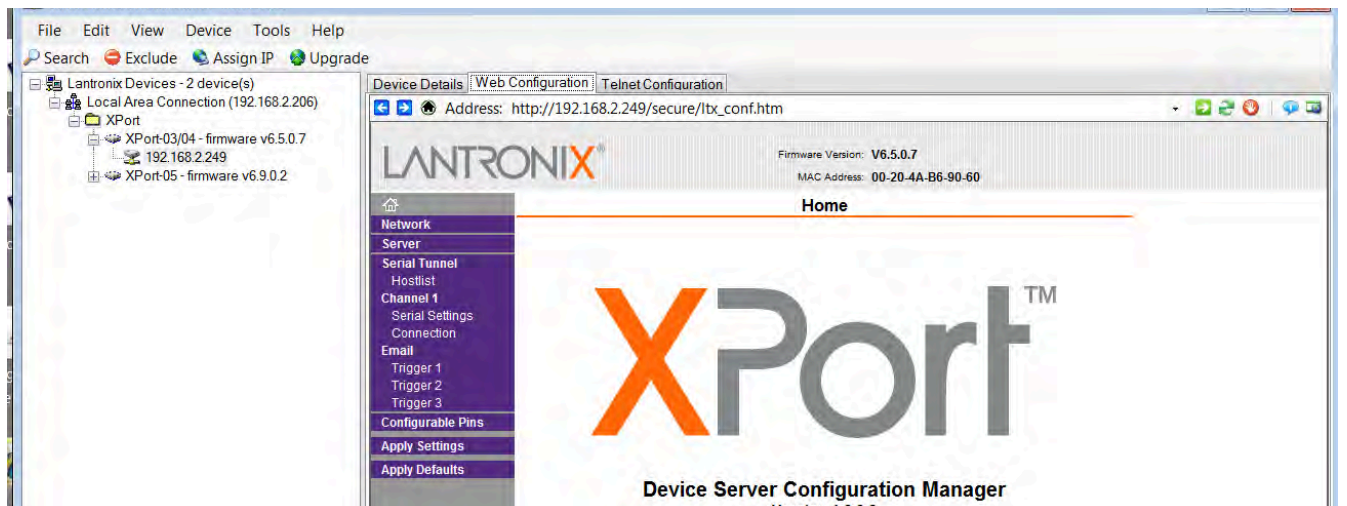 File Edit View Device Tools Help
Search Exclude Assign IP Upgrade
Lantronix Devices - 2 device(s)
Local Area Connection (192.168.2.206)
XPort
XPort-03/04 - firmware v6.5.0.7
192.168.2.249
XPort-05 - firmware v6.9.0.2
Device Details Web Configuration Telnet Configuration
Address: http://192.168.2.249/secure/ltx_conf.htm
LANTRONIX®
Firmware Version: V6.5.0.7
MAC Address: 00-20-4A-B6-90-60
Home
Network
Server
Serial Tunnel
Hostlist
Channel 1
Serial Settings
Connection
Email
Trigger 1
Trigger 2
Trigger 3
Configurable Pins
Apply Settings
Apply Defaults
XPort™
Device Server Configuration Manager